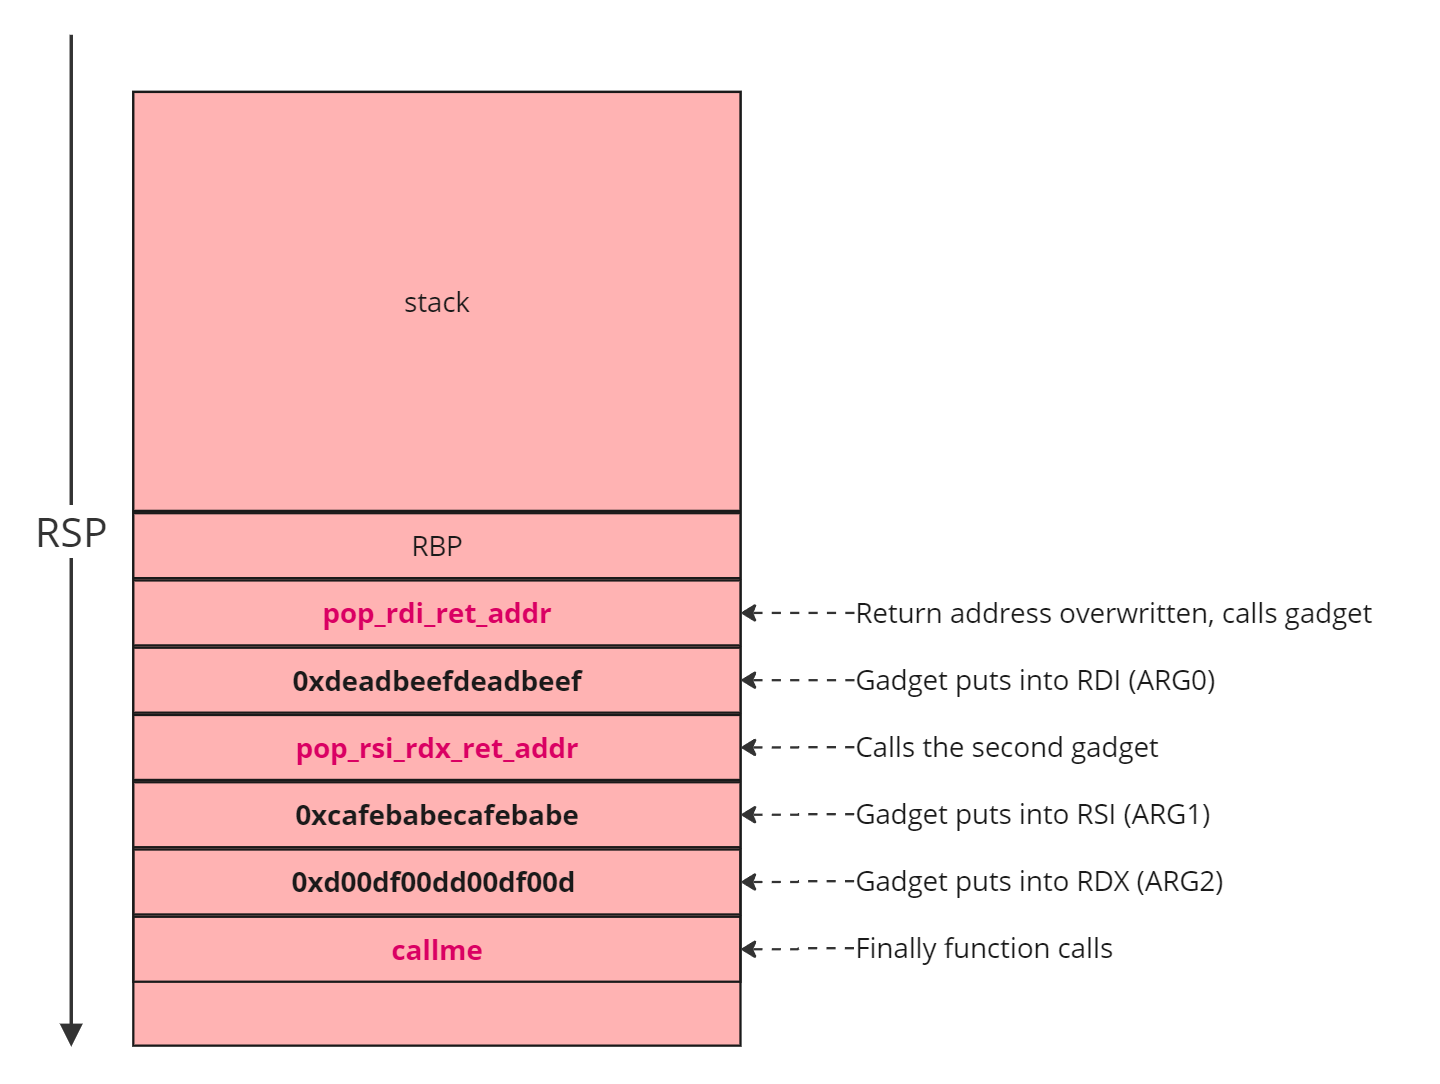 stack
RSP
RBP
pop_rdi_ret_addr
Return address overwritten, calls gadget
0xdeadbeefdeadbeef
Gadget puts into RDI (ARG0)
pop_rsi_rdx_ret_addr
Calls the second gadget
0xcafebabecafebabe
Gadget puts into RSI (ARG1)
0xd00df00dd00df00d
Gadget puts into RDX (ARG2)
callme
Finally function calls